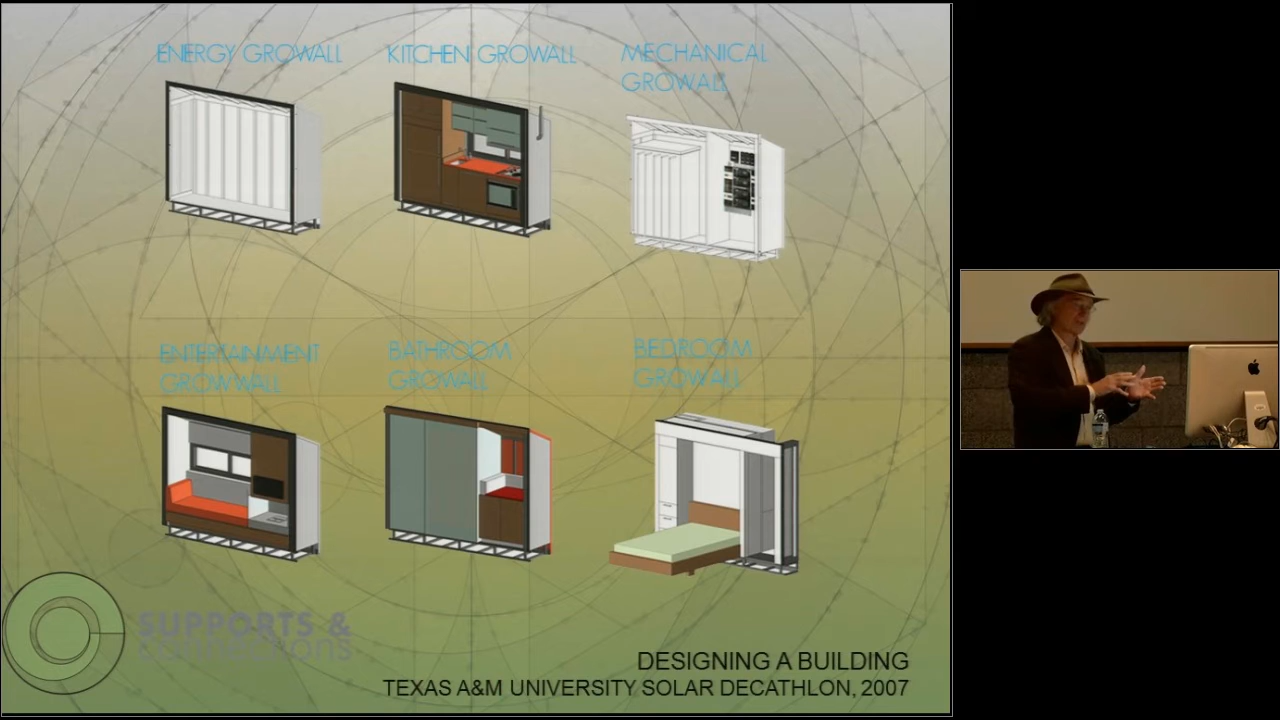 ENERGY GROWALL
KITCHEN GROWALL
MECHANICAL
GROWALL
ENTERTAINMENT
GROWWALL
BATHROOM
GROWALL
BEDROOM
GROWALL
SUPPORTS &
connections
DESIGNING A BUILDING
TEXAS A&M UNIVERSITY SOLAR DECATHLON, 2007